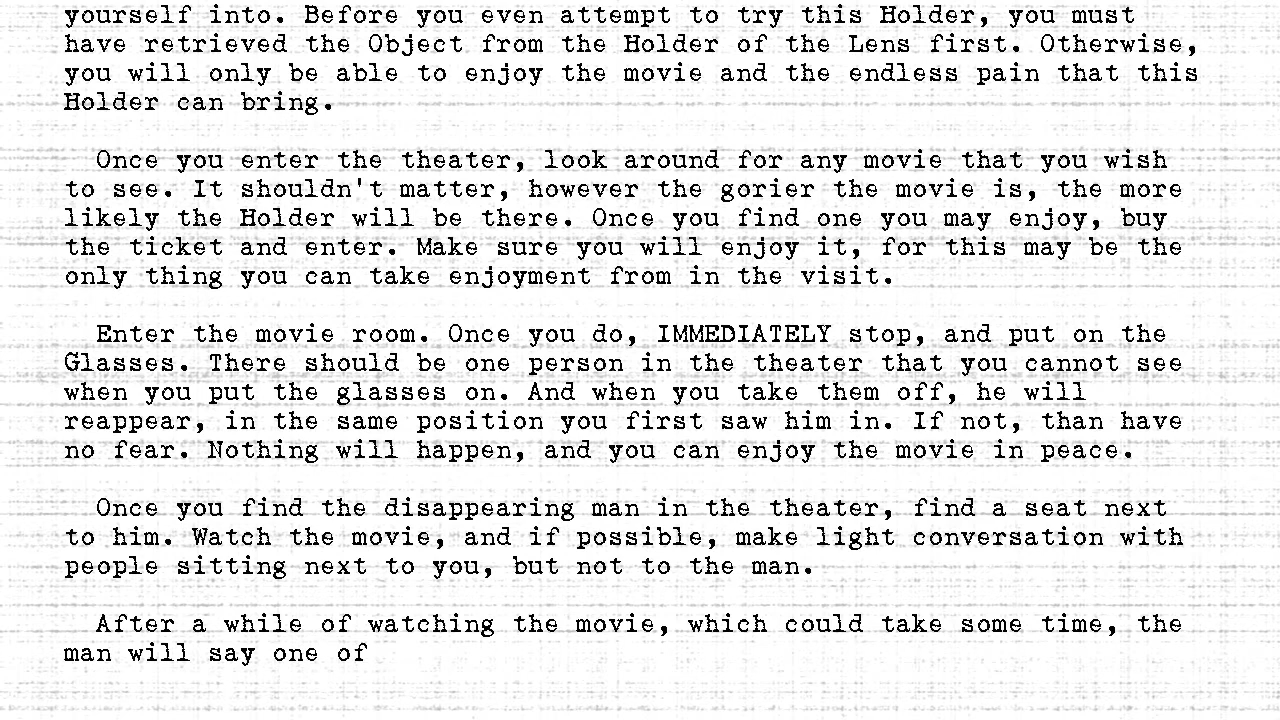 yourself into. Before you even attempt to try this Holder, you must
have retrieved the Object from the Holder of the Lens first. Otherwise,
you will only be able to enjoy the movie and the endless pain that this
Holder can bring.
Once you enter the theater, look around for any movie that you wish
to see. It shouldn't matter, however the gorier the movie is, the more
likely the Holder will be there. Once you find one you may enjoy, buy
the ticket and enter. Make sure you will enjoy it, for this may be the
only thing you can take enjoyment from in the visit.
Enter the movie room. Once you do, IMMEDIATELY stop, and put on the
Glasses. There should be one person in the theater that you cannot see
when you put the glasses on. And when you take them off, he will
reappear, in the same position you first saw him in. If not, than have
no fear. Nothing will happen, and you can enjoy the movie in peace.
Once you find the disappearing man in the theater, find a seat next
to him. Watch the movie, and if possible, make light conversation with
people sitting next to you, but not to the man.
After a while of watching the movie, which could take some time, the
man will say one of